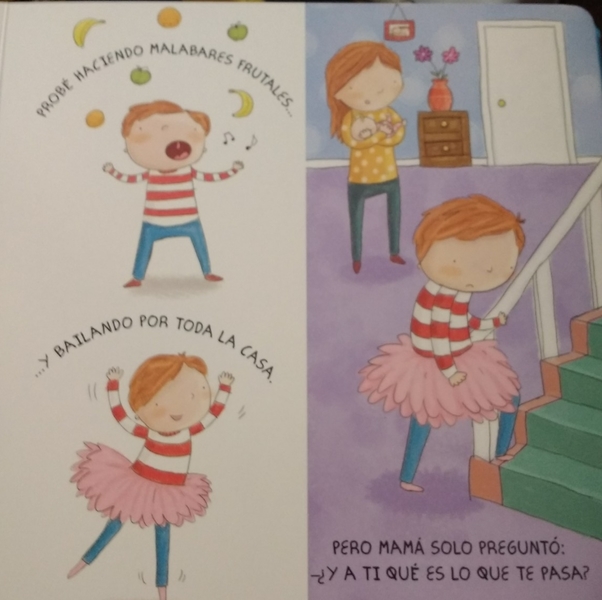 PROBÉ HACIENDO MALABARES FRUTALES...
...Y BAILANDO POR TODA LA CASA.
PERO MAMÁ SOLO PREGUNTÓ:
-¿Y A TI QUÉ ES LO QUE TE PASA?